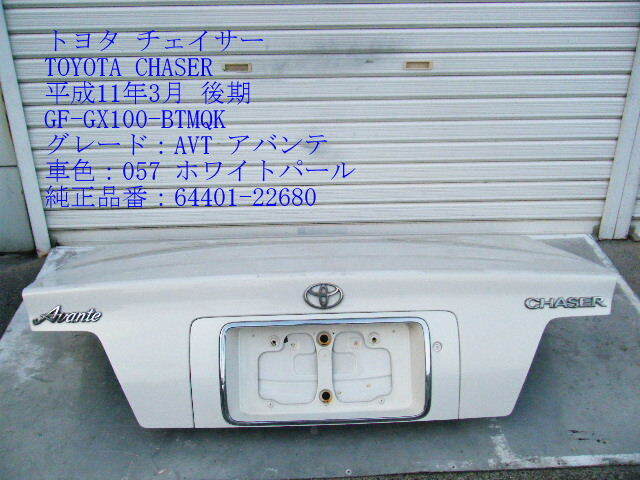 トヨタ チェイサー
TOYOTA CHASER
平成11年3月 後期
GF-GX100-BTMQK
グレード：AVT アバンテ
車色：057 ホワイトパール
純正品番：64401-22680
Avante
CHASER